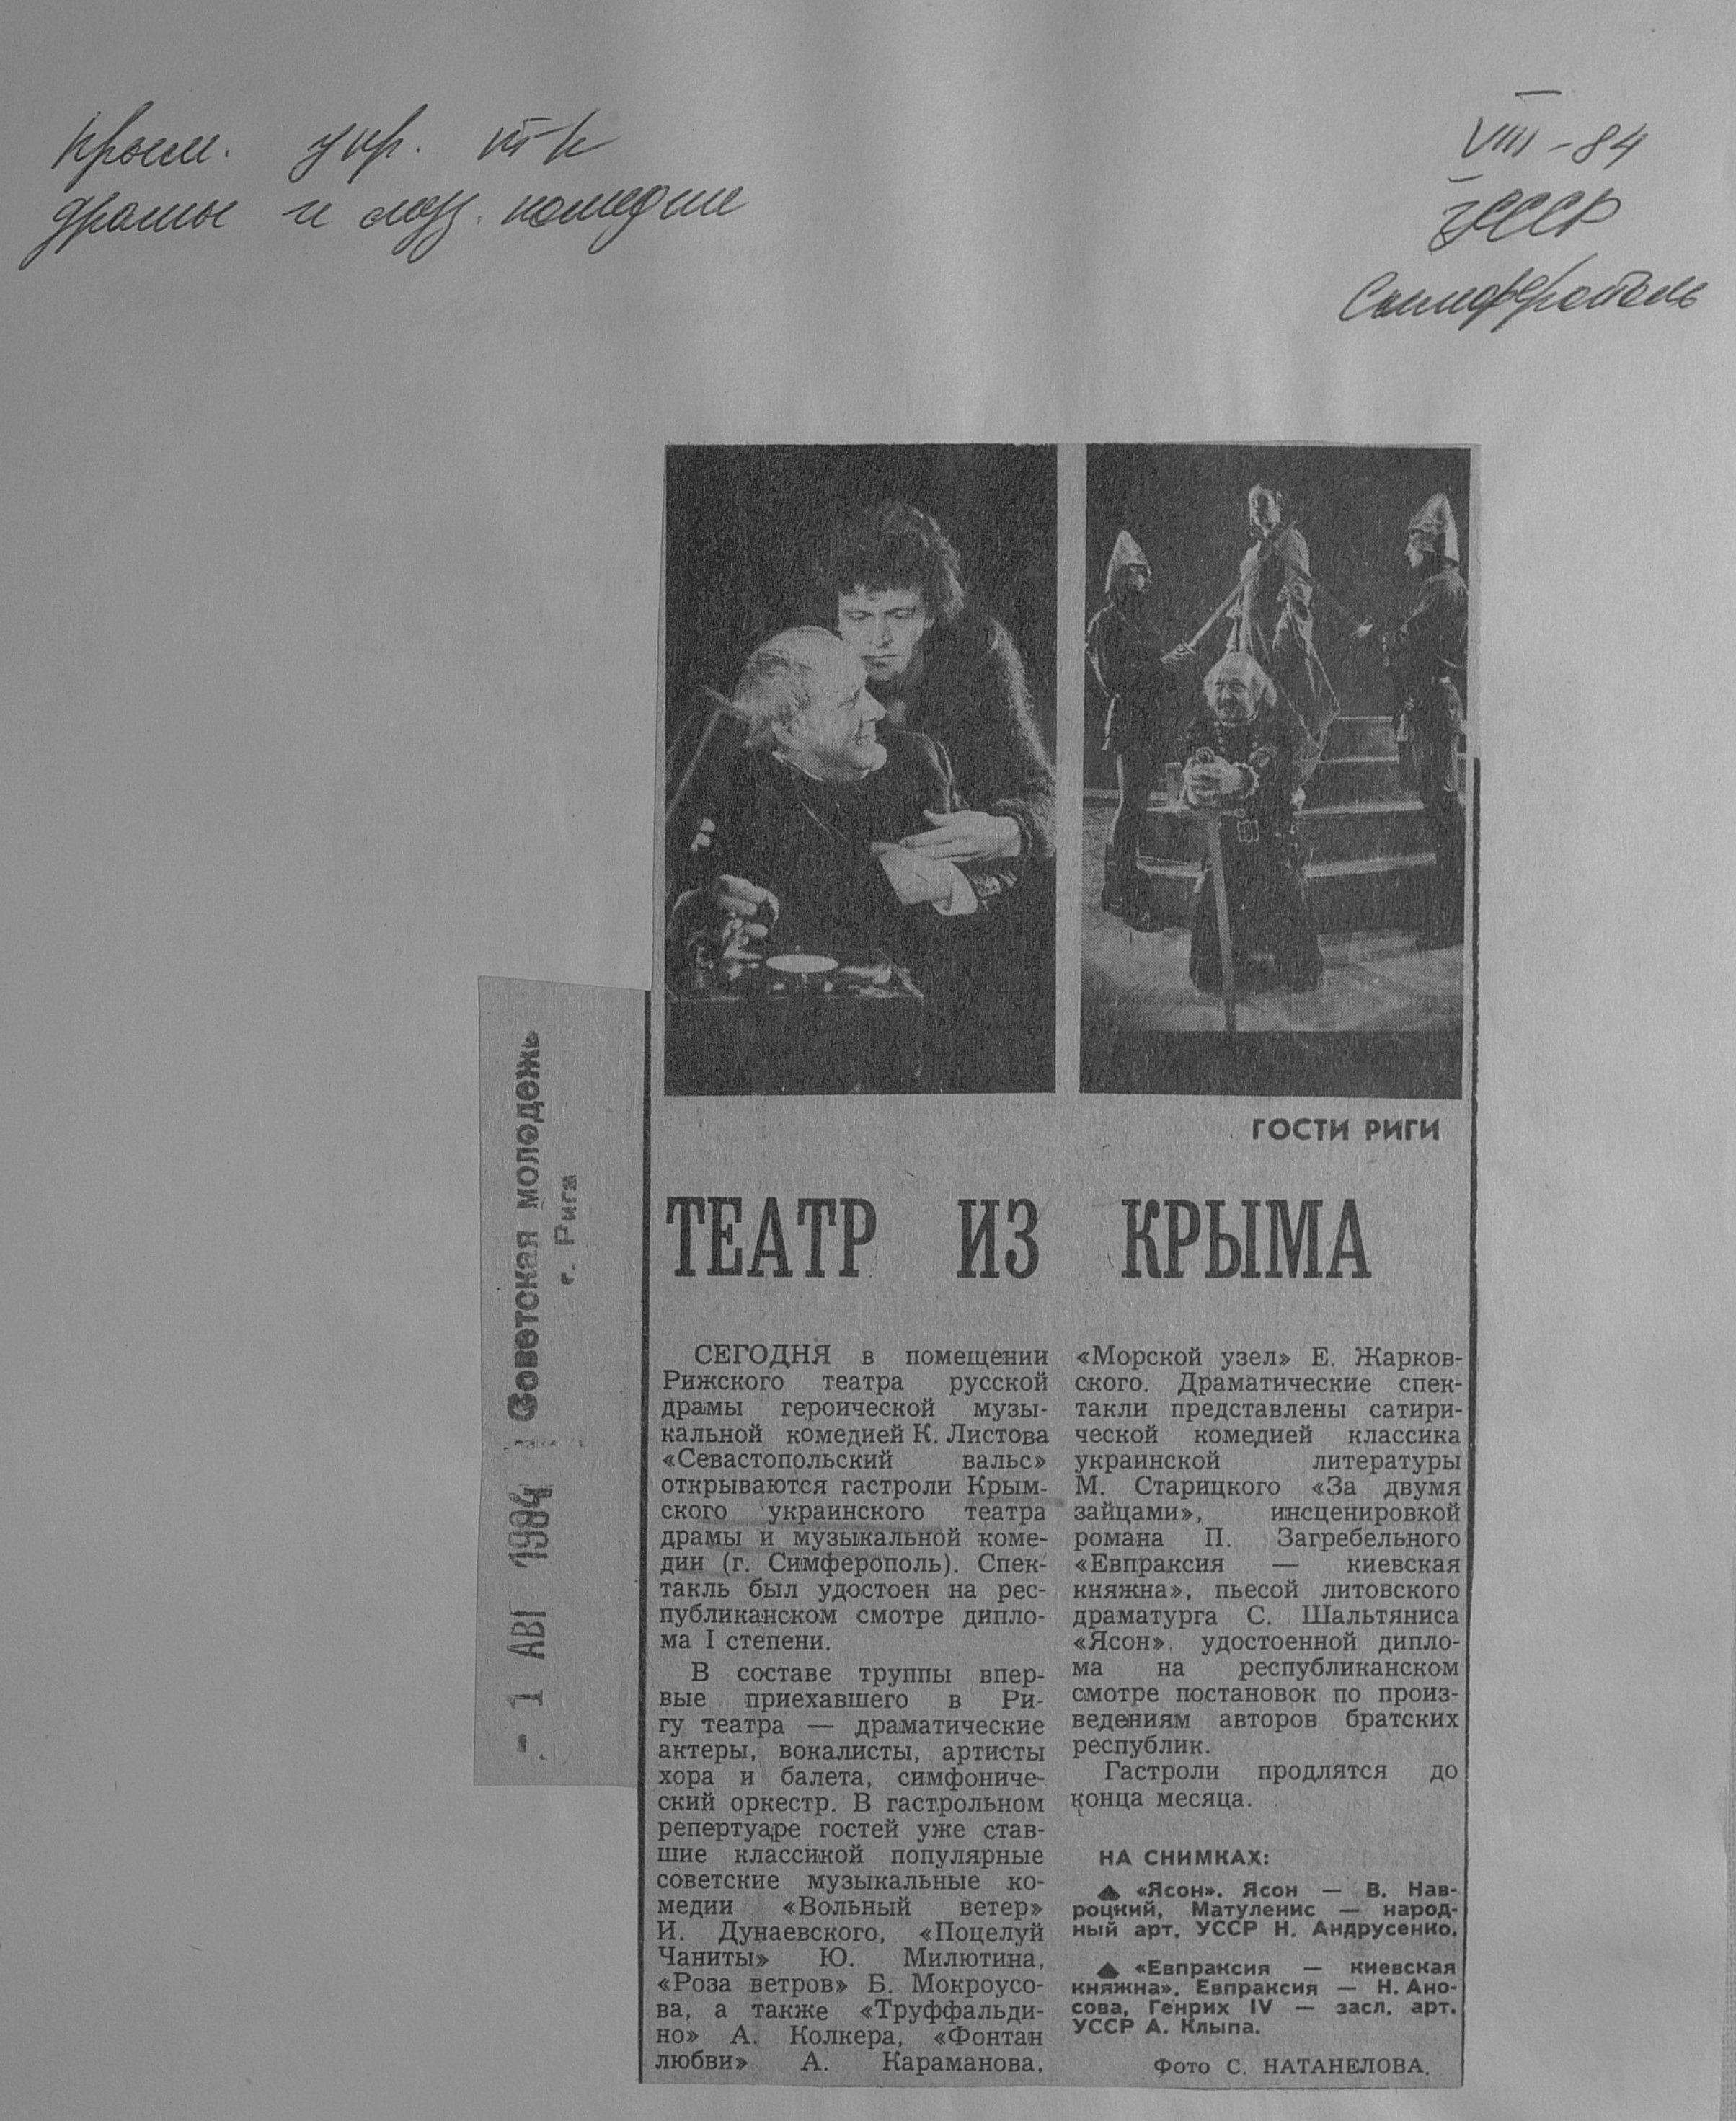 Крым. укр. т-р
драмы и муз. комедии
VIII-84
УССР
Симферополь
Советская молодежь
г. Рига
- 1 АВГ 1984
ГОСТИ РИГИ
ТЕАТР ИЗ КРЫМА
СЕГОДНЯ в помещении
Рижского театра русской
драмы героической музы-
кальной комедией К. Листова
«Севастопольский вальс»
открываются гастроли Крым-
ского украинского театра
драмы и музыкальной коме-
дии (г. Симферополь). Спек-
такль был удостоен на рес-
публиканском смотре дипло-
ма I степени.
В составе труппы впер-
вые приехавшего в Ри-
гу театра — драматические
актеры, вокалисты, артисты
хора и балета, симфониче-
ский оркестр. В гастрольном
репертуаре гостей уже став-
шие классикой популярные
советские музыкальные ко-
медии «Вольный ветер»
И. Дунаевского, «Поцелуй
Чаниты» Ю. Милютина,
«Роза ветров» Б. Мокроусо-
ва, а также «Труффальди-
но» А. Колкера, «Фонтан
любви» А. Караманова,
«Морской узел» Е. Жарков-
ского. Драматические спек-
такли представлены сатири-
ческой комедией классика
украинской литературы
М. Старицкого «За двумя
зайцами», инсценировкой
романа П. Загребельного
«Евпраксия — киевская
княжна», пьесой литовского
драматурга С. Шальтяниса
«Ясон», удостоенной дипло-
ма на республиканском
смотре постановок по произ-
ведениям авторов братских
республик.
Гастроли продлятся до
конца месяца.
НА СНИМКАХ:
▲ «Ясон». Ясон — В. Нав-
роцкий, Матуленис — народ-
ный арт. УССР Н. Андрусенко.
▲ «Евпраксия — киевская
княжна». Евпраксия — Н. Ано-
сова, Генрих IV — засл. арт.
УССР А. Клыпа.
Фото С. НАТАНЕЛОВА.